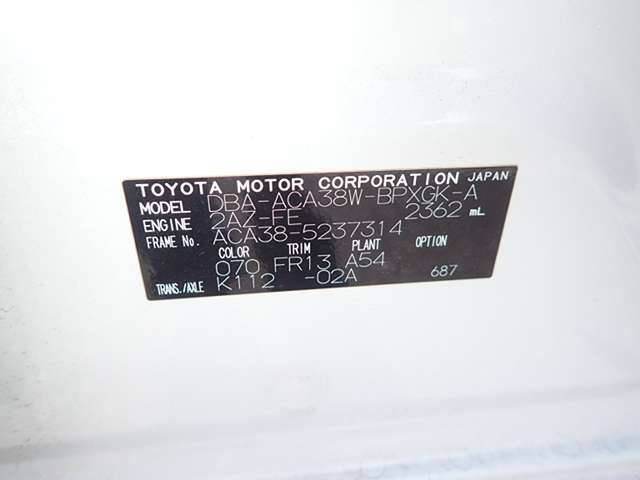 TOYOTA MOTOR CORPORATION JAPAN
MODEL DBA-ACA38W-BPXGK-A
ENGINE 2AZ-FE 2362 mL
FRAME No. ACA38-5237314
COLOR TRIM PLANT OPTION
070 FR13 A54
TRANS./AXLE K112 -02A 687